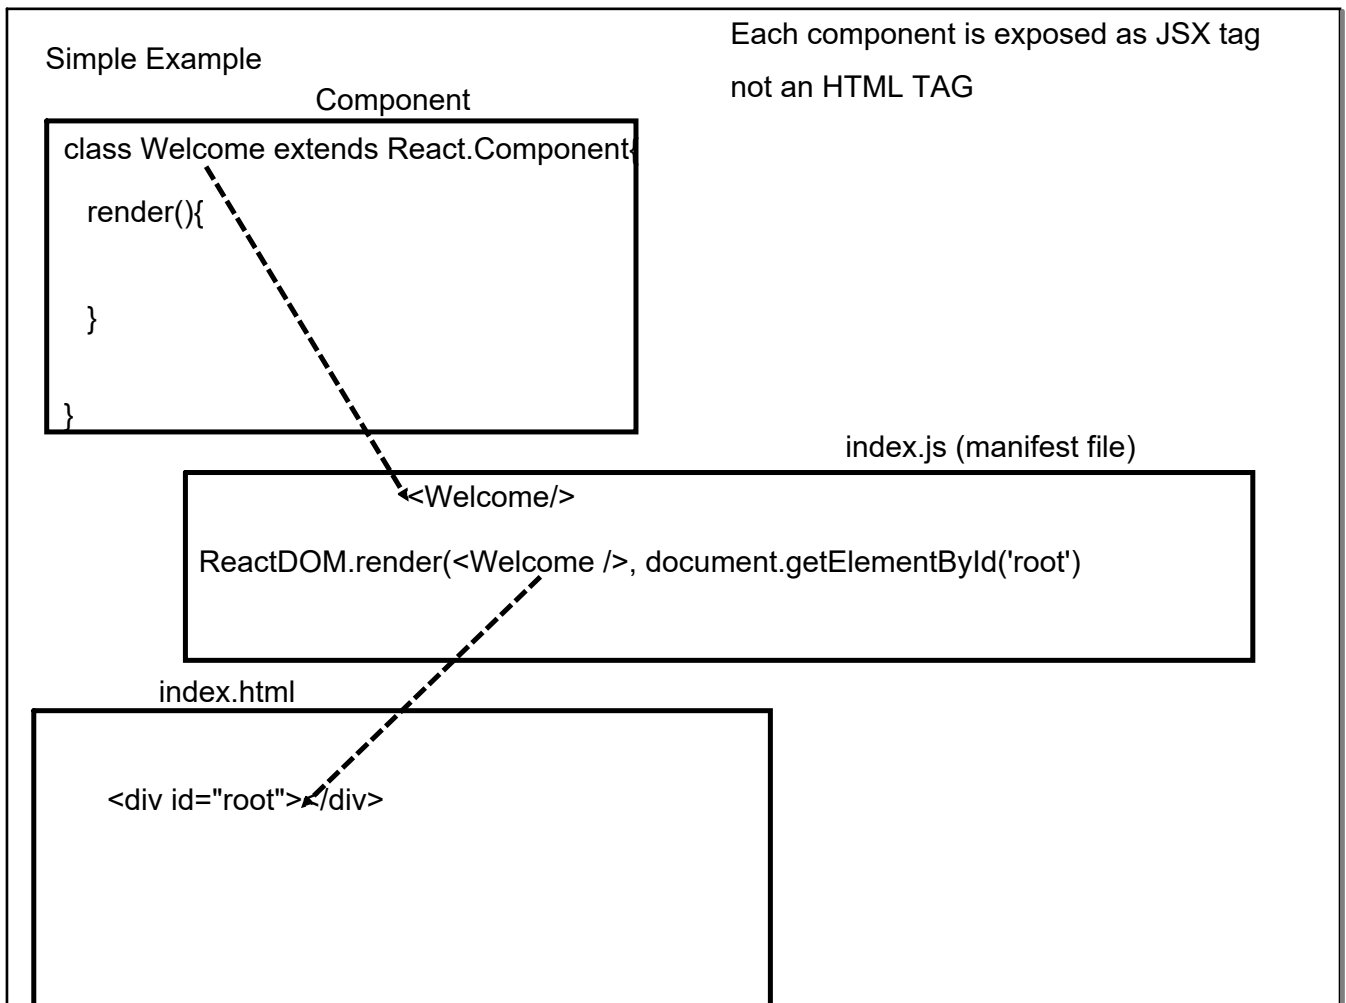 Simple Example
Each component is exposed as JSX tag
not an HTML TAG
Component
class Welcome extends React.Component{
render(){
}
}
index.js (manifest file)
<Welcome/>
ReactDOM.render(<Welcome />, document.getElementById('root')
index.html
<div id="root"></div>